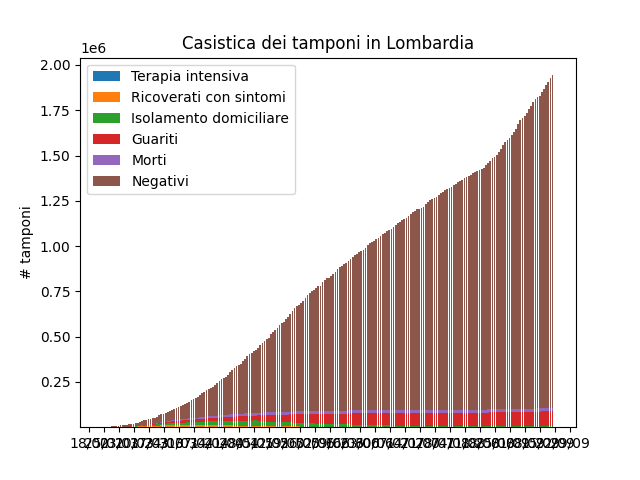 Casistica dei tamponi in Lombardia
1e6
2.00
1.75
1.50
1.25
1.00
0.75
0.50
0.25
# tamponi
Terapia intensiva
Ricoverati con sintomi
Isolamento domiciliare
Guariti
Morti
Negativi